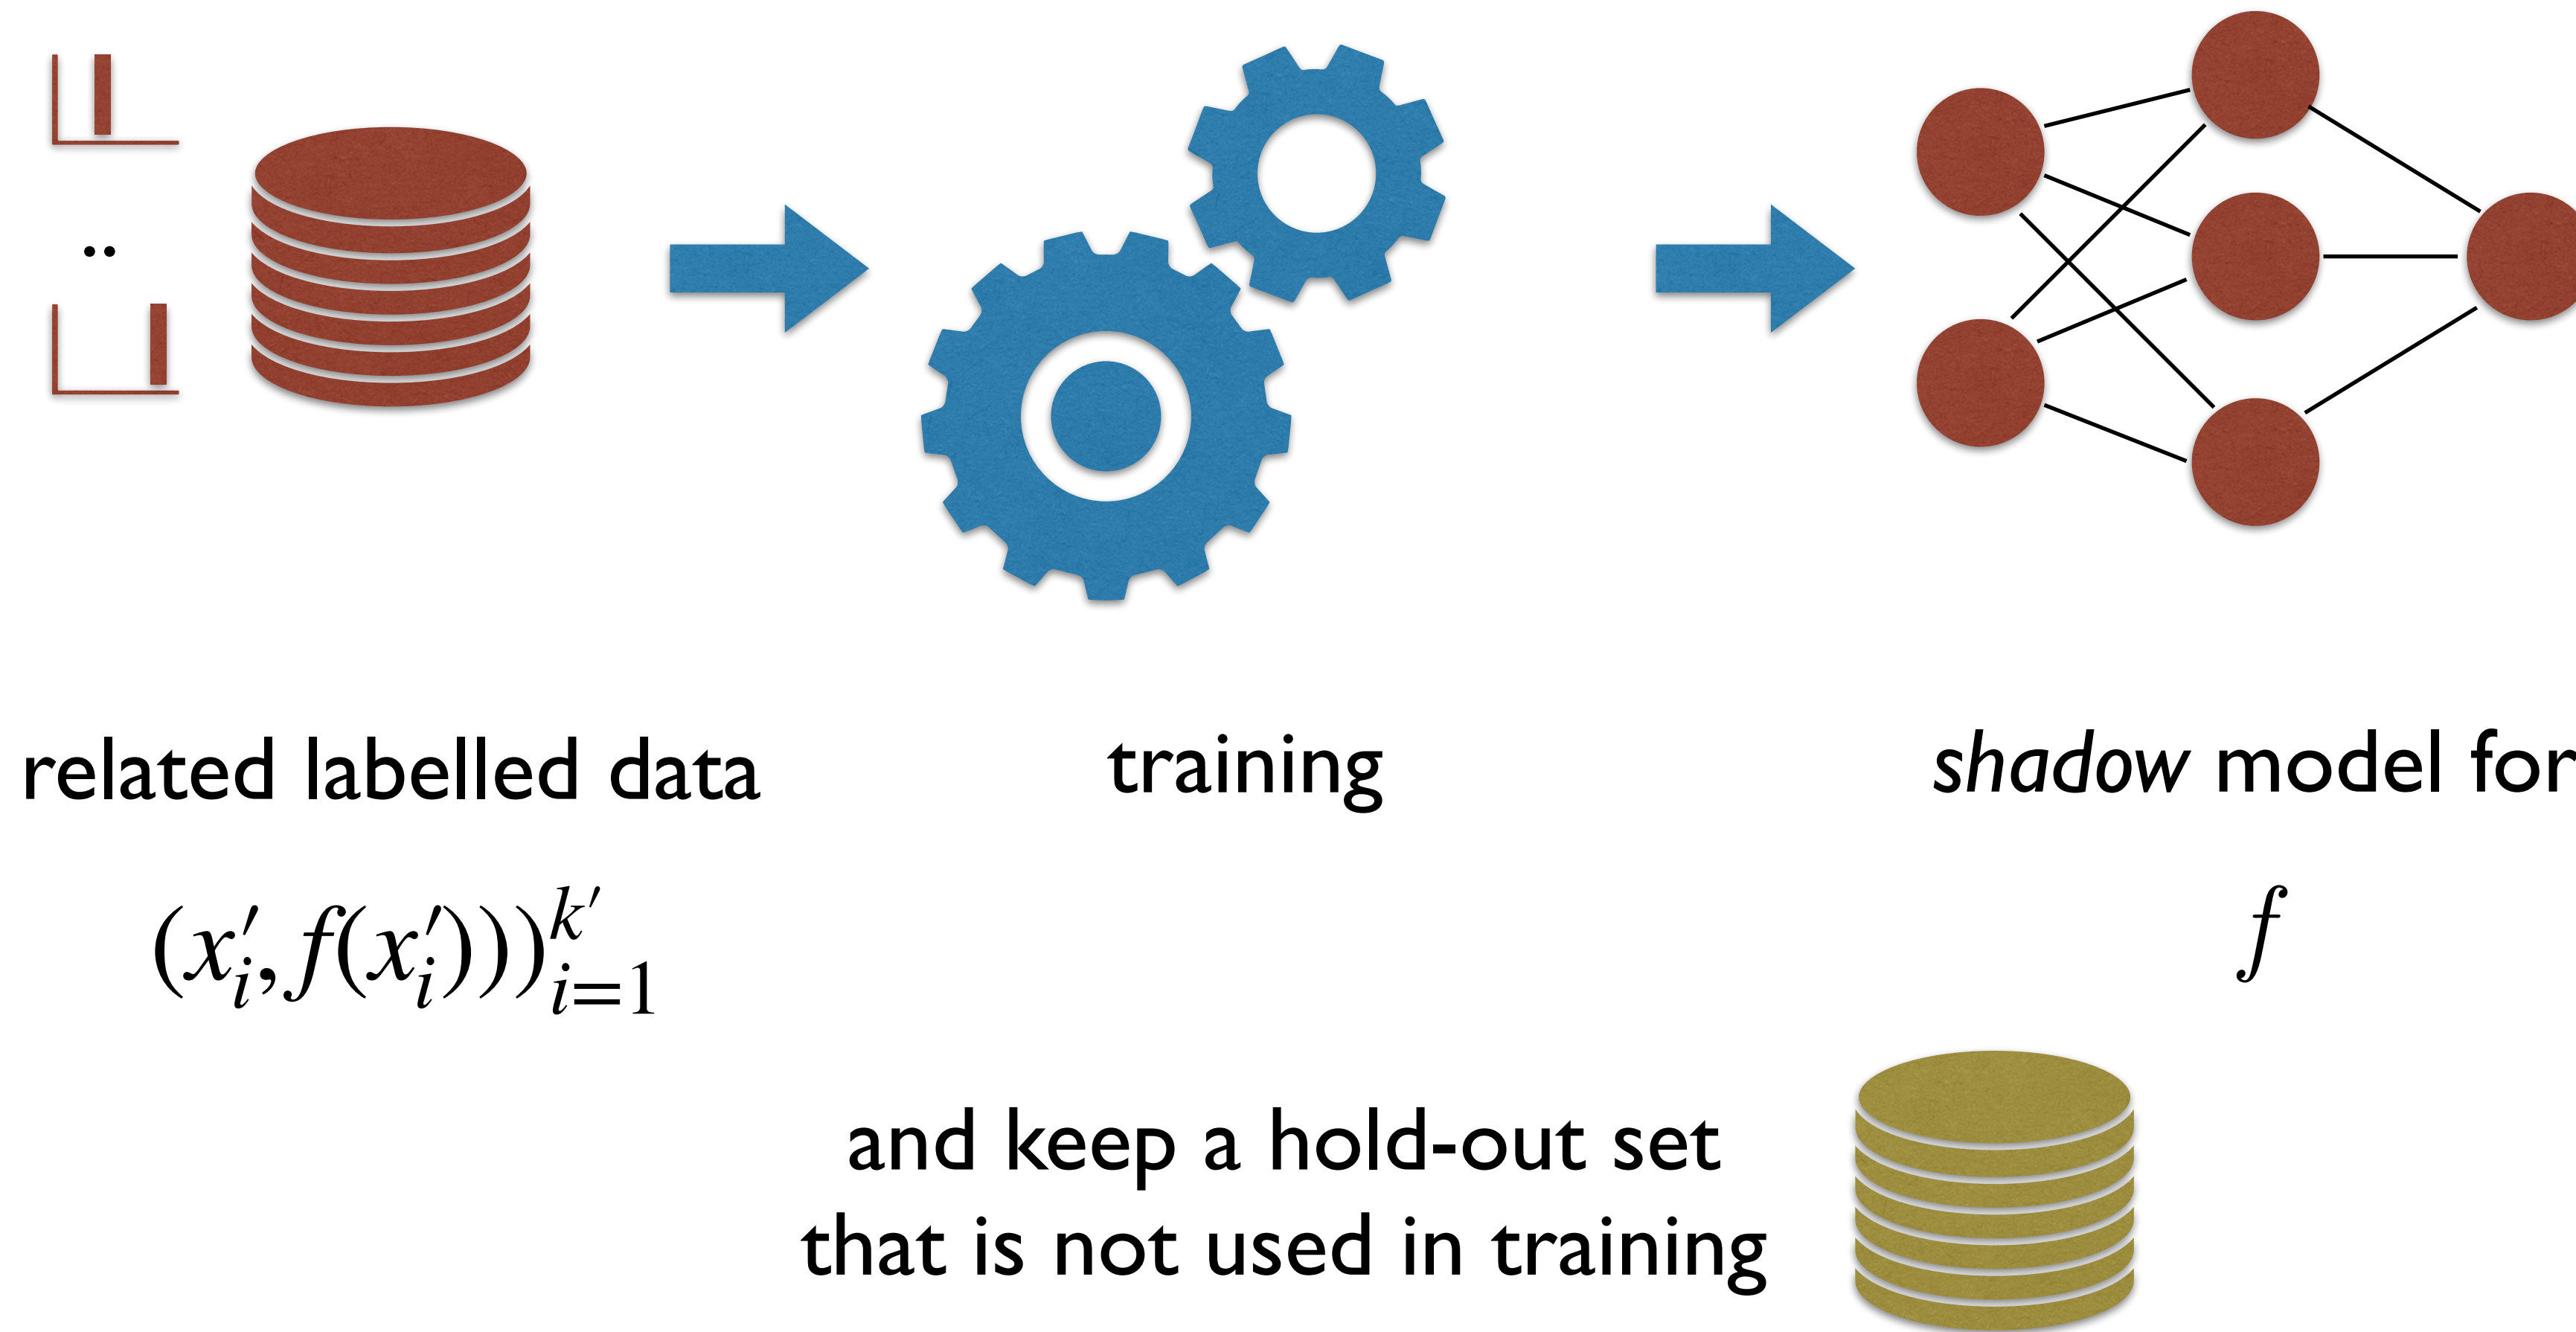 related labelled data
training
shadow model for
(x′ᵢ, f(x′ᵢ)))ᵏ′ᵢ₌₁
f
and keep a hold-out set
that is not used in training